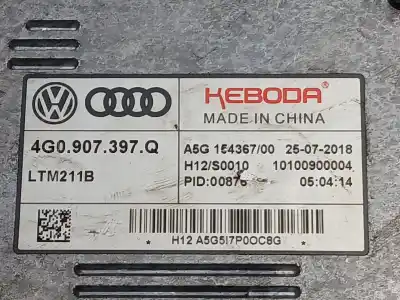 KEBODA
MADE IN CHINA
4G0.907.397.Q
LTM211B
A5G 154367/00 25-07-2018
H12/S0010 10100900004
PID:00876 05:04:14
H12 A5G5I7P0OC8G